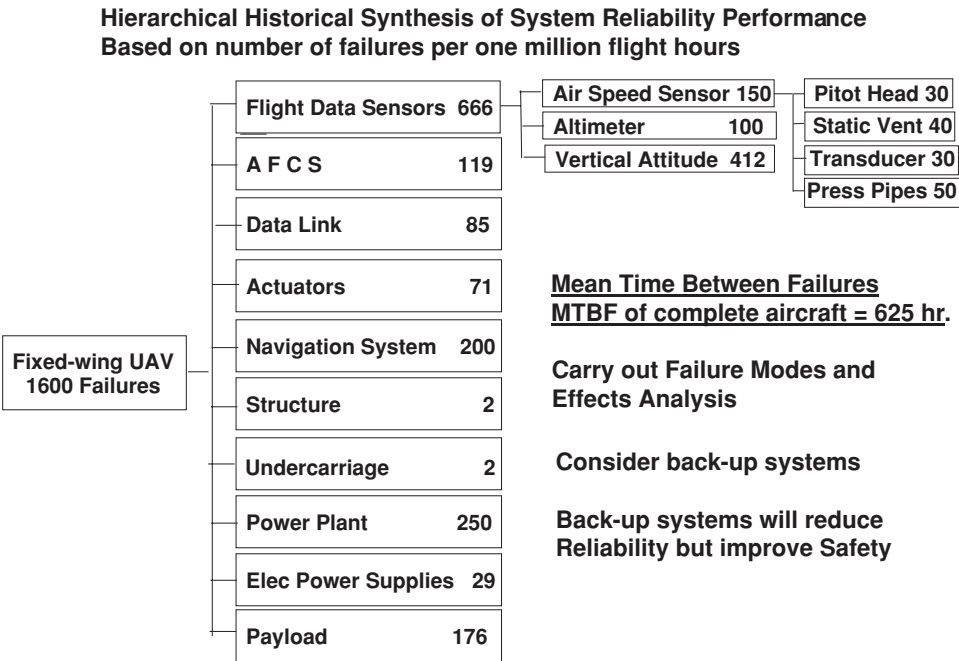 Hierarchical Historical Synthesis of System Reliability Performance
Based on number of failures per one million flight hours
Fixed-wing UAV
1600 Failures
Flight Data Sensors 666
A F C S 119
Data Link 85
Actuators 71
Navigation System 200
Structure 2
Undercarriage 2
Power Plant 250
Elec Power Supplies 29
Payload 176
Air Speed Sensor 150
Altimeter 100
Vertical Attitude 412
Pitot Head 30
Static Vent 40
Transducer 30
Press Pipes 50
Mean Time Between Failures
MTBF of complete aircraft = 625 hr.
Carry out Failure Modes and
Effects Analysis
Consider back-up systems
Back-up systems will reduce
Reliability but improve Safety